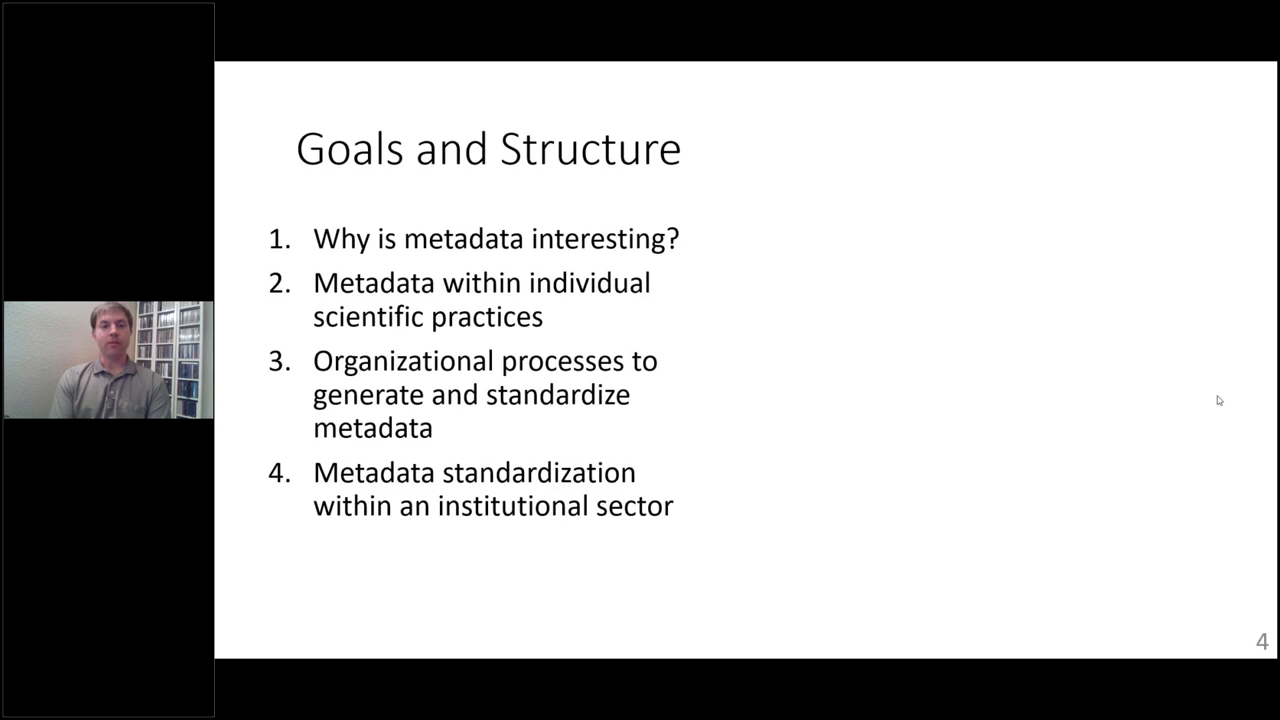 Goals and Structure
1. Why is metadata interesting?
2. Metadata within individual
scientific practices
3. Organizational processes to
generate and standardize
metadata
4. Metadata standardization
within an institutional sector
4